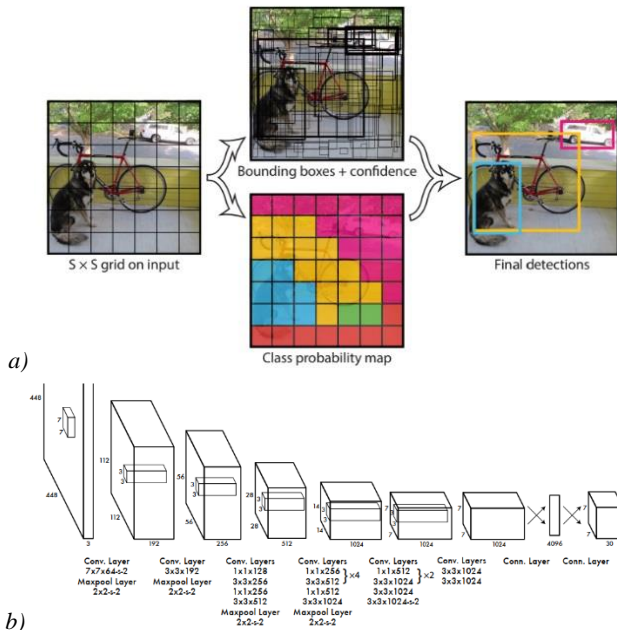 Bounding boxes + confidence
S × S grid on input
Final detections
Class probability map
a)
448
7
7
448
3
112
3
3
112
192
56
3
3
56
256
28
3
3
28
512
14
3
3
14
1024
7
3
3
7
1024
7
7
1024
4096
7
7
30
Conv. Layer
7x7x64-s-2
Maxpool Layer
2x2-s-2
Conv. Layer
3x3x192
Maxpool Layer
2x2-s-2
Conv. Layers
1x1x128
3x3x256
1x1x256
3x3x512
Maxpool Layer
2x2-s-2
Conv. Layers
1x1x256
3x3x512 }×4
1x1x512
3x3x1024
Maxpool Layer
2x2-s-2
Conv. Layers
1x1x512 }×2
3x3x1024
3x3x1024
3x3x1024-s-2
Conv. Layers
3x3x1024
3x3x1024
Conn. Layer
Conn. Layer
b)